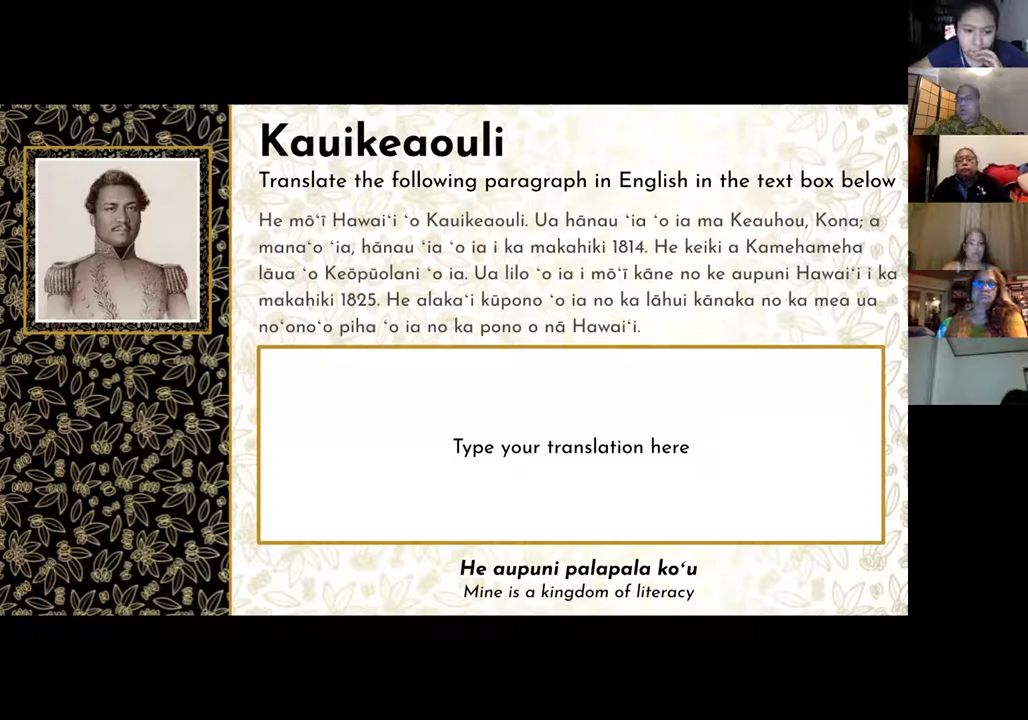 Kauikeaouli
Translate the following paragraph in English in the text box below
He mōʻī Hawaiʻi ʻo Kauikeaouli. Ua hānau ʻia ʻo ia ma Keauhou, Kona; a
manaʻo ʻia, hānau ʻia ʻo ia i ka makahiki 1814. He keiki a Kamehameha
lāua ʻo Keōpūolani ʻo ia. Ua lilo ʻo ia i mōʻī kāne no ke aupuni Hawaiʻi i ka
makahiki 1825. He alakaʻi kūpono ʻo ia no ka lāhui kānaka no ka mea ua
noʻonoʻo piha ʻo ia no ka pono o nā Hawaiʻi.
Type your translation here
He aupuni palapala koʻu
Mine is a kingdom of literacy